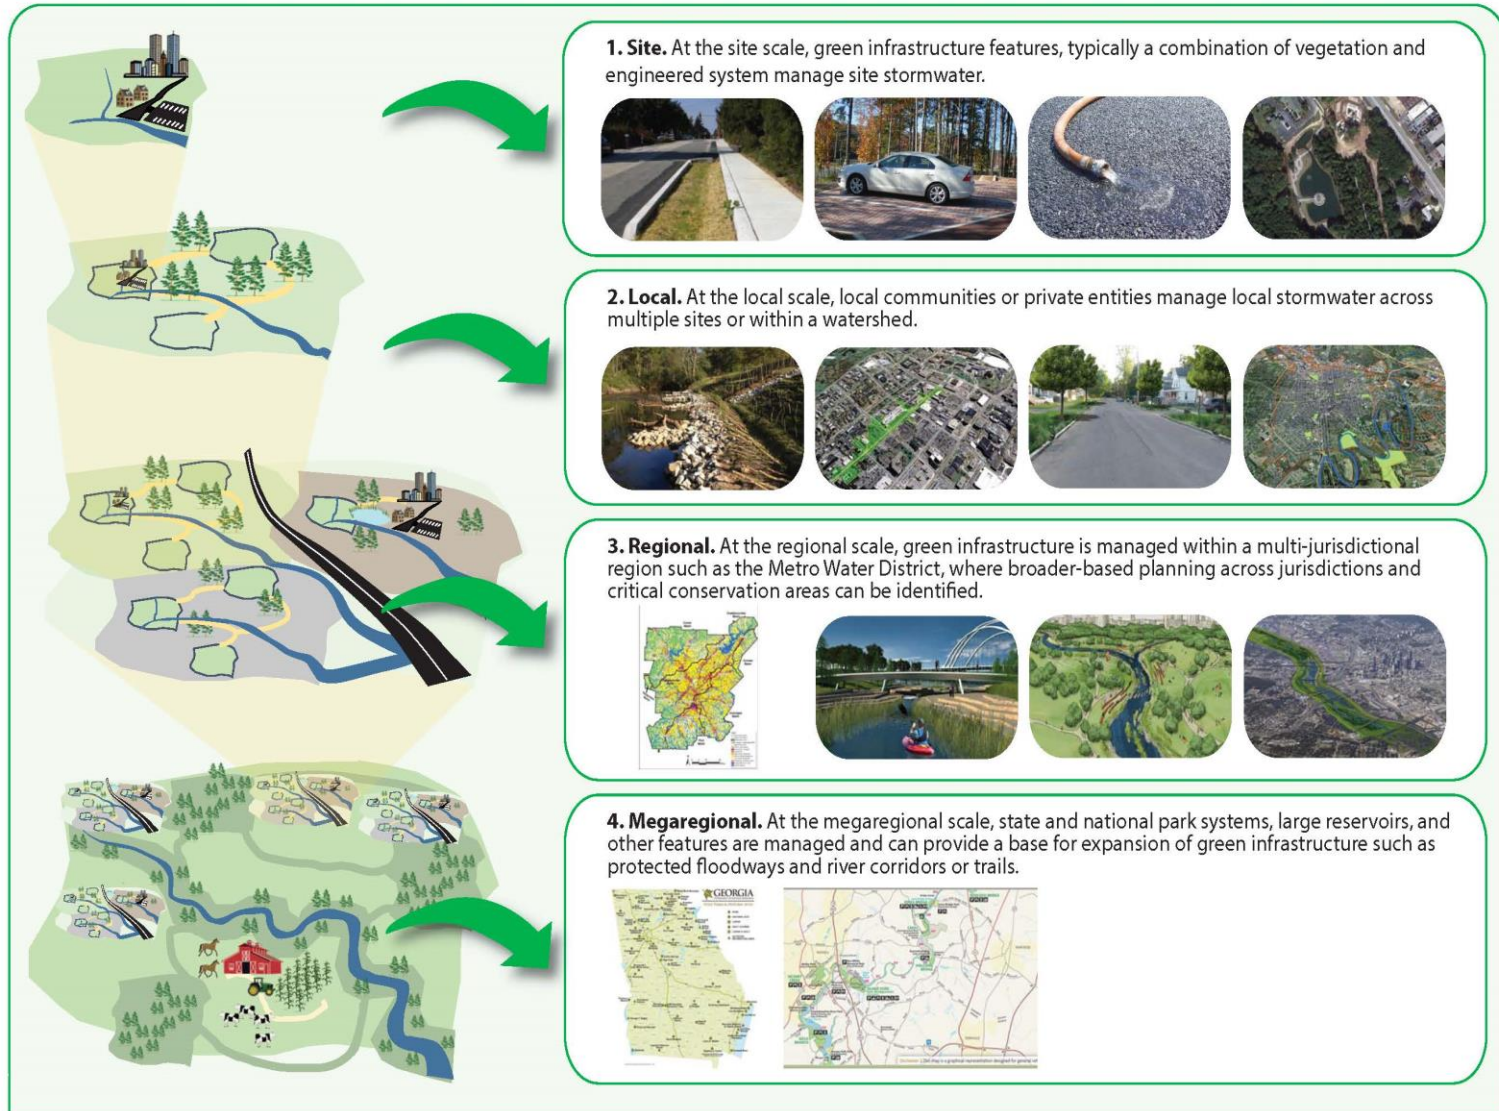 1. Site. At the site scale, green infrastructure features, typically a combination of vegetation and
engineered system manage site stormwater.
2. Local. At the local scale, local communities or private entities manage local stormwater across
multiple sites or within a watershed.
3. Regional. At the regional scale, green infrastructure is managed within a multi-jurisdictional
region such as the Metro Water District, where broader-based planning across jurisdictions and
critical conservation areas can be identified.
4. Megaregional. At the megaregional scale, state and national park systems, large reservoirs, and
other features are managed and can provide a base for expansion of green infrastructure such as
protected floodways and river corridors or trails.
GEORGIA